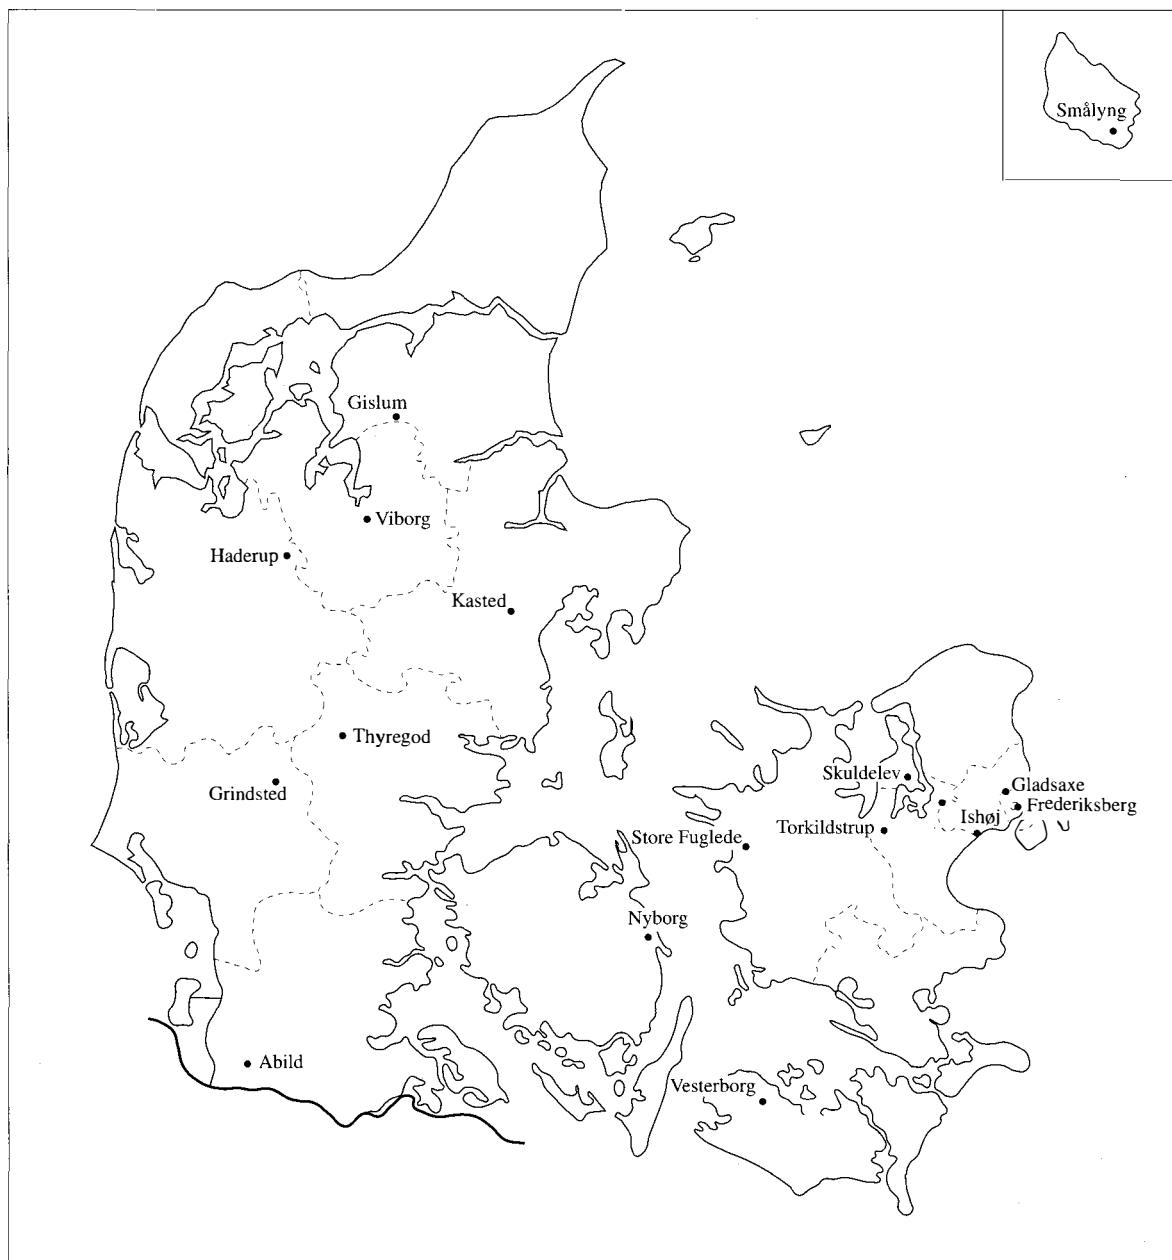 Smålyng
Gislum
Viborg
Haderup
Kasted
Thyregod
Grindsted
Skuldelev
Gladsaxe
Frederiksberg
Ishøj
Torkildstrup
Store Fuglede
Nyborg
Abild
Vesterborg